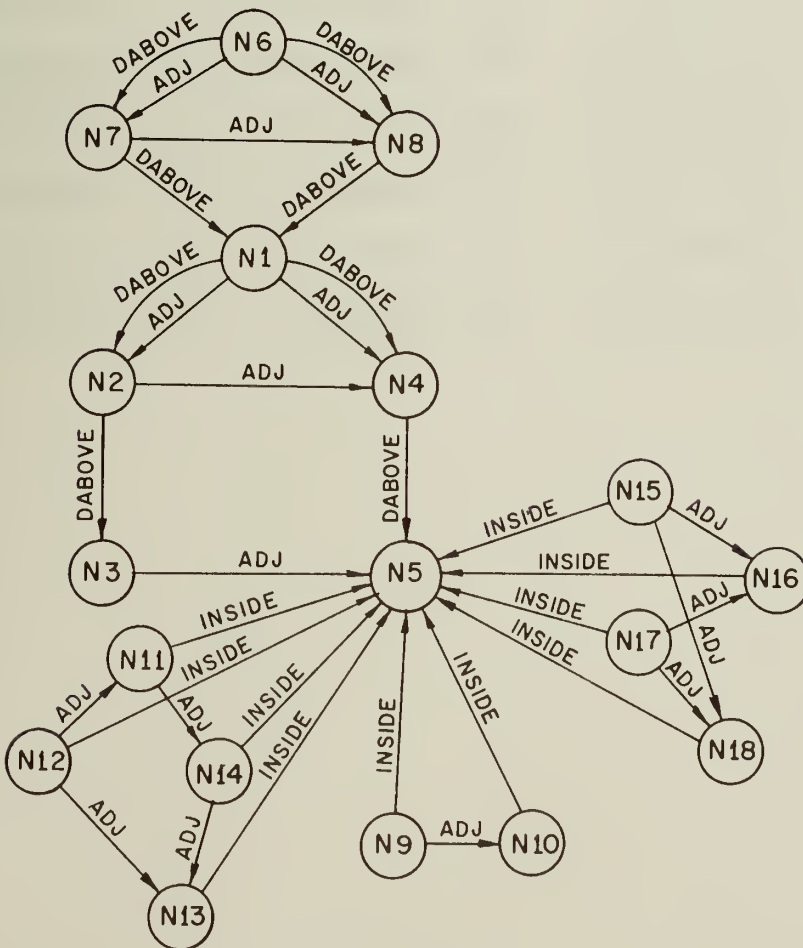 N6
DABOVE
DABOVE
ADJ
ADJ
N7
ADJ
N8
DABOVE
DABOVE
N1
DABOVE
DABOVE
ADJ
ADJ
N2
ADJ
N4
DABOVE
DABOVE
N15
INSIDE
ADJ
N3
ADJ
N5
INSIDE
N16
INSIDE
INSIDE
N17
ADJ
N11
INSIDE
INSIDE
ADJ
ADJ
ADJ
ADJ
INSIDE
INSIDE
INSIDE
N12
N14
N18
INSIDE
ADJ
ADJ
N9
ADJ
N10
N13